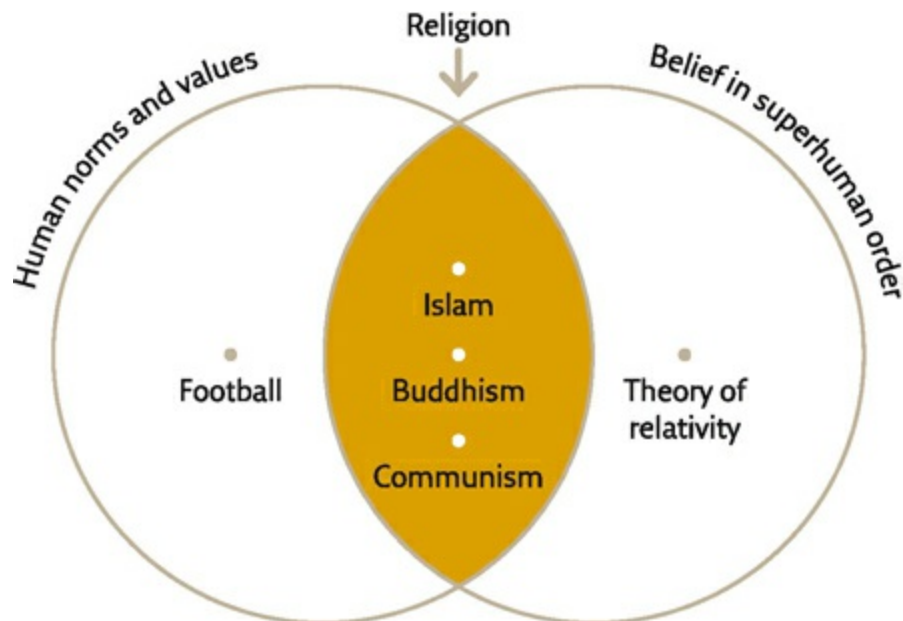 Religion
Human norms and values
Belief in superhuman order
Islam
Football
Buddhism
Theory of
relativity
Communism